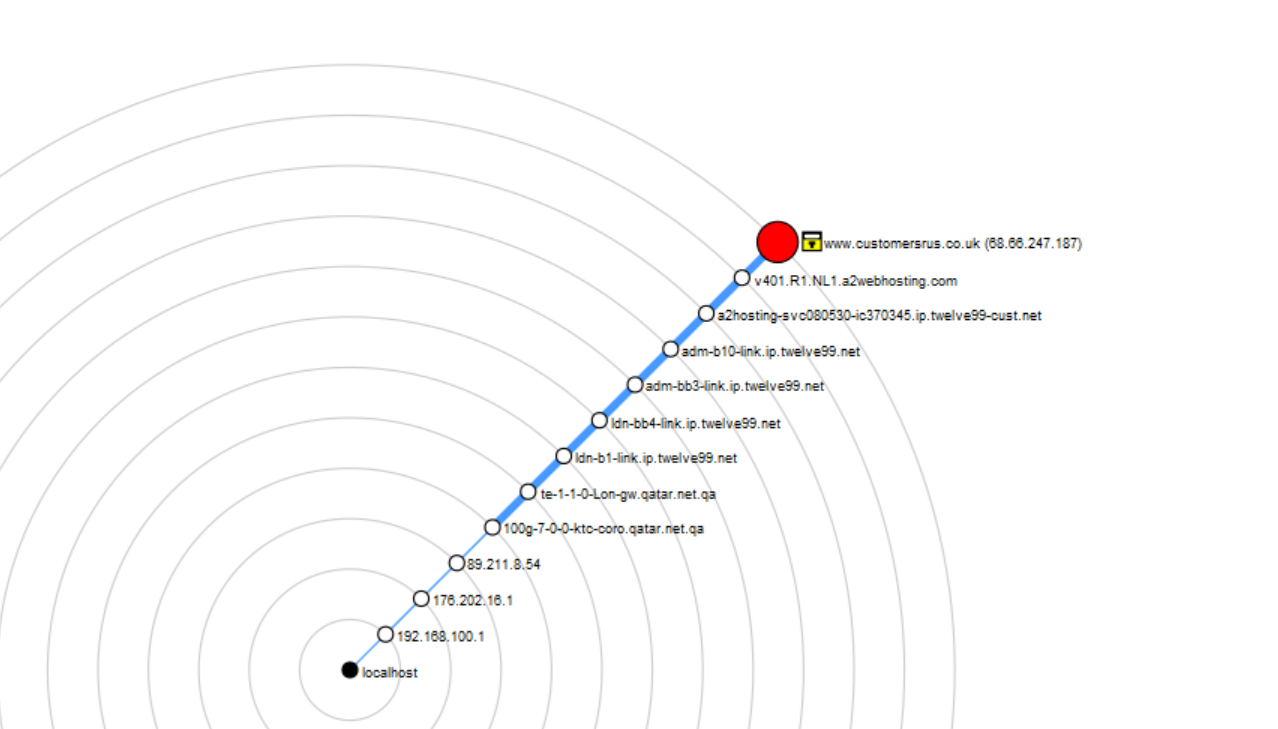 www.customersrus.co.uk (68.66.247.187)
v401.R1.NL1.a2webhosting.com
a2hosting-svc080530-ic370345.ip.twelve99-cust.net
adm-b10-link.ip.twelve99.net
adm-bb3-link.ip.twelve99.net
ldn-bb4-link.ip.twelve99.net
ldn-b1-link.ip.twelve99.net
te-1-1-0-Lon-gw.qatar.net.qa
100g-7-0-0-ktc-coro.qatar.net.qa
89.211.8.54
176.202.16.1
192.168.100.1
localhost